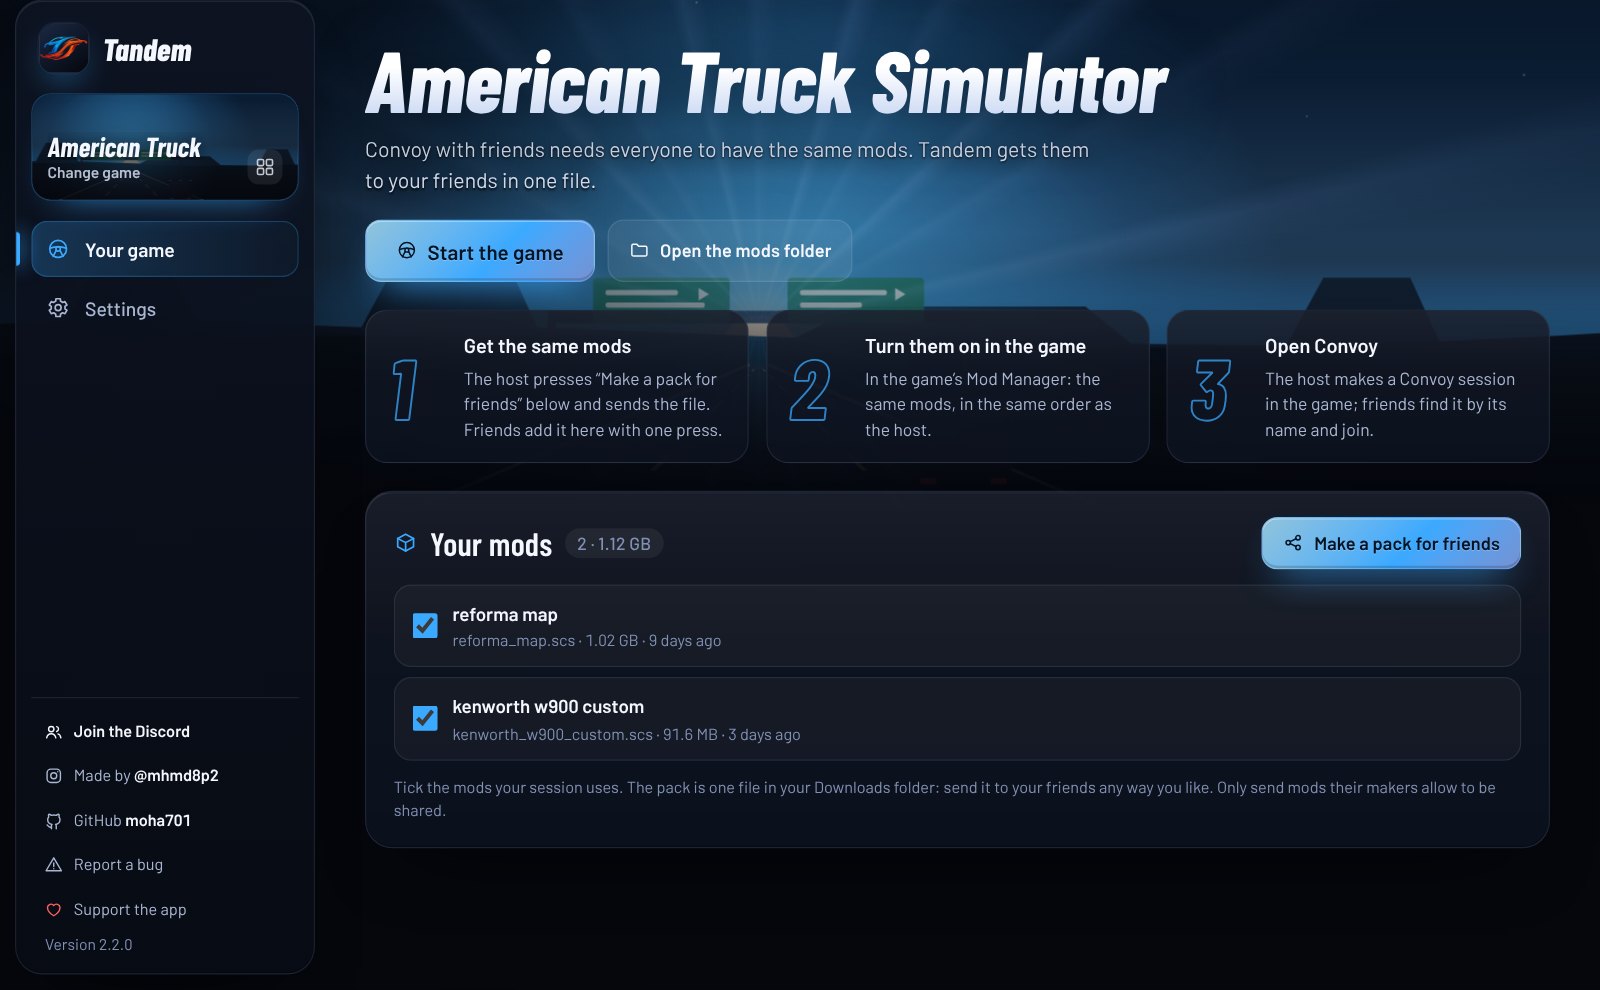 Tandem
American Truck
Change game
Your game
Settings
Join the Discord
Made by @mhmd8p2
GitHub moha701
Report a bug
Support the app
Version 2.2.0
American Truck Simulator
Convoy with friends needs everyone to have the same mods. Tandem gets them
to your friends in one file.
Start the game
Open the mods folder
1
Get the same mods
The host presses “Make a pack for
friends” below and sends the file.
Friends add it here with one press.
2
Turn them on in the game
In the game’s Mod Manager: the
same mods, in the same order as
the host.
3
Open Convoy
The host makes a Convoy session
in the game; friends find it by its
name and join.
Your mods
2 · 1.12 GB
Make a pack for friends
reforma map
reforma_map.scs · 1.02 GB · 9 days ago
kenworth w900 custom
kenworth_w900_custom.scs · 91.6 MB · 3 days ago
Tick the mods your session uses. The pack is one file in your Downloads folder: send it to your friends any way you like. Only send mods their makers allow to be
shared.